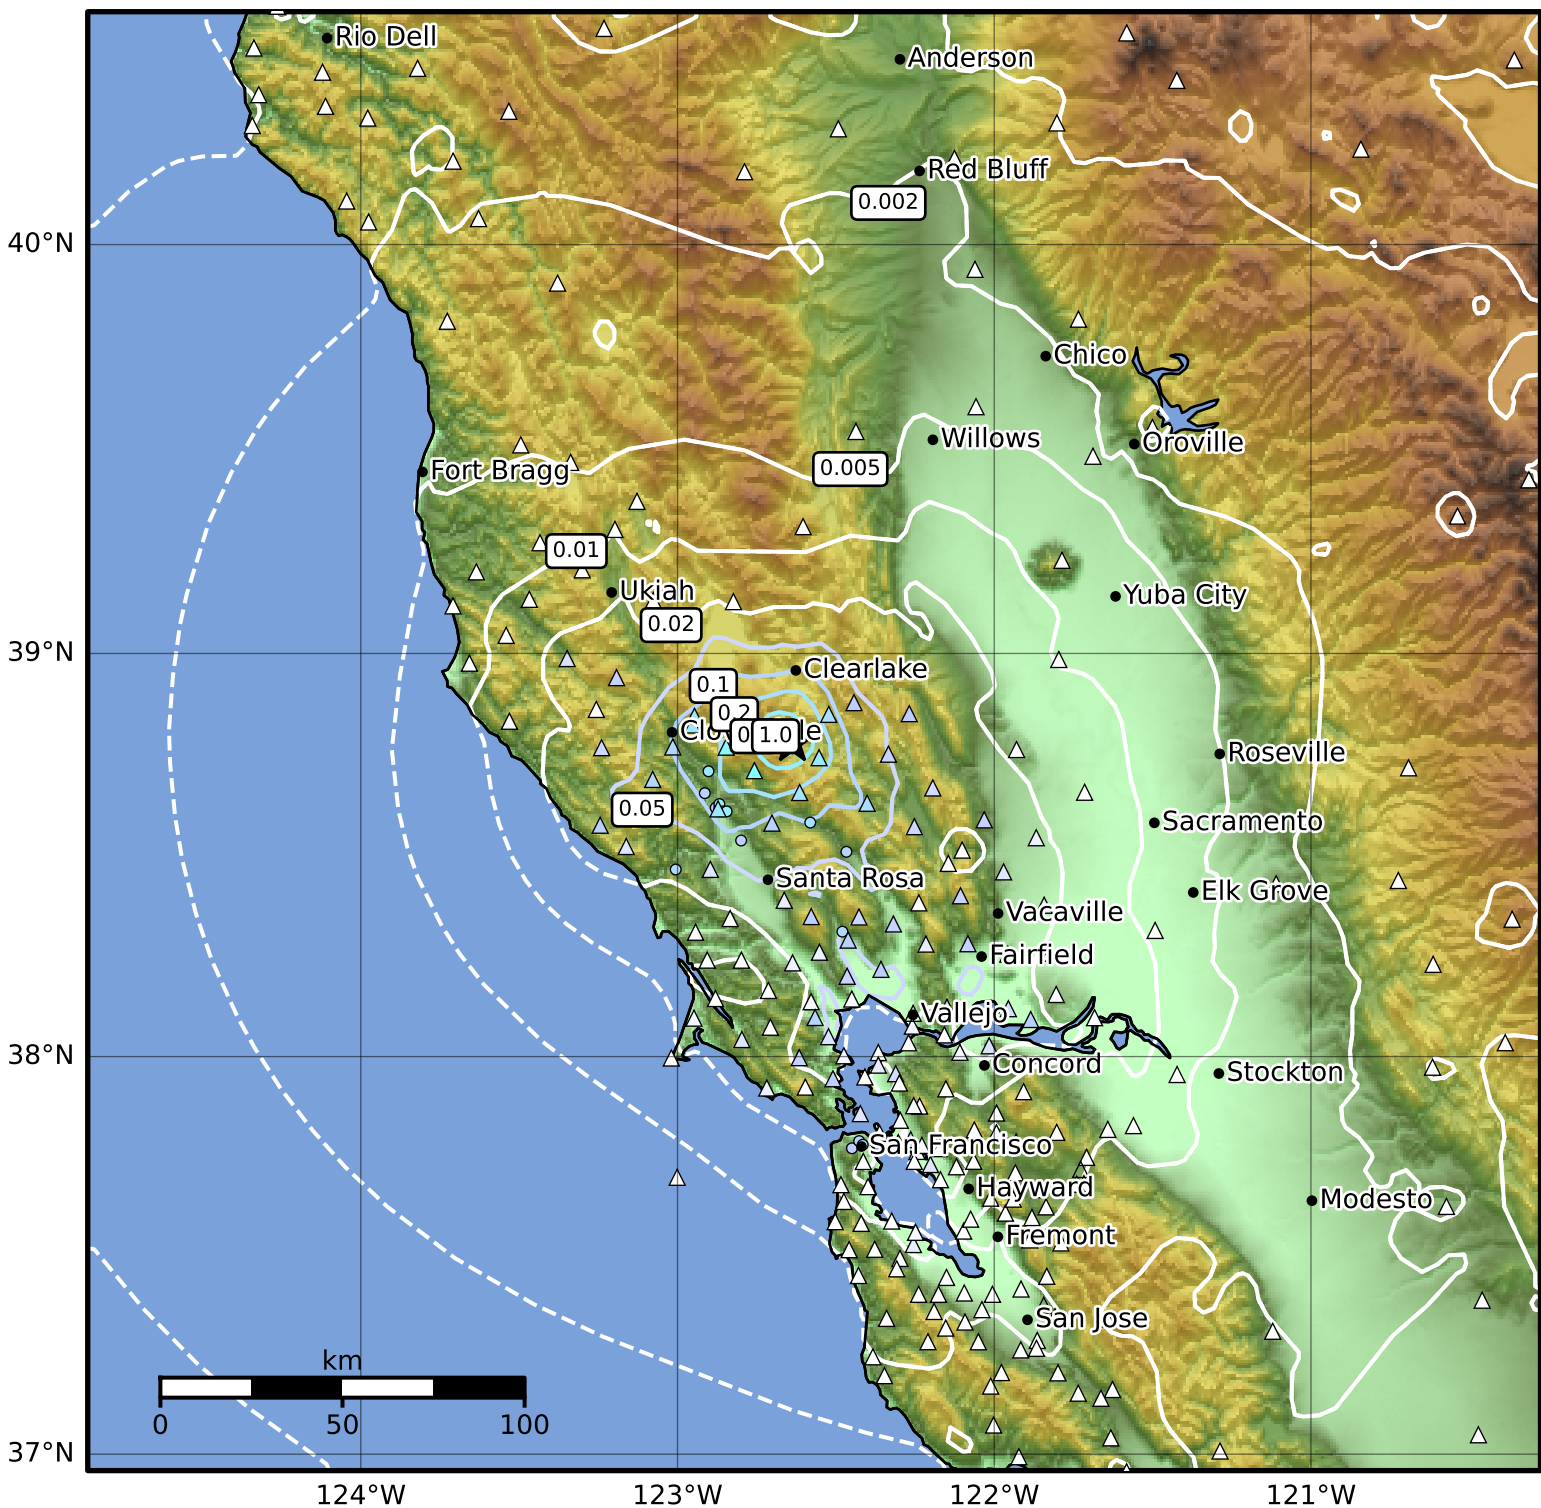 Rio Dell
Anderson
Red Bluff
0.002
40°N
Chico
Willows
Oroville
Fort Bragg
0.005
0.01
Ukiah
Yuba City
0.02
39°N
Clearlake
0.1
0.2
1.0
Roseville
0.05
Sacramento
Santa Rosa
Elk Grove
Vacaville
Fairfield
Vallejo
38°N
Concord
Stockton
San Francisco
Hayward
Modesto
Fremont
San Jose
km
0 50 100
37°N
124°W 123°W 122°W 121°W